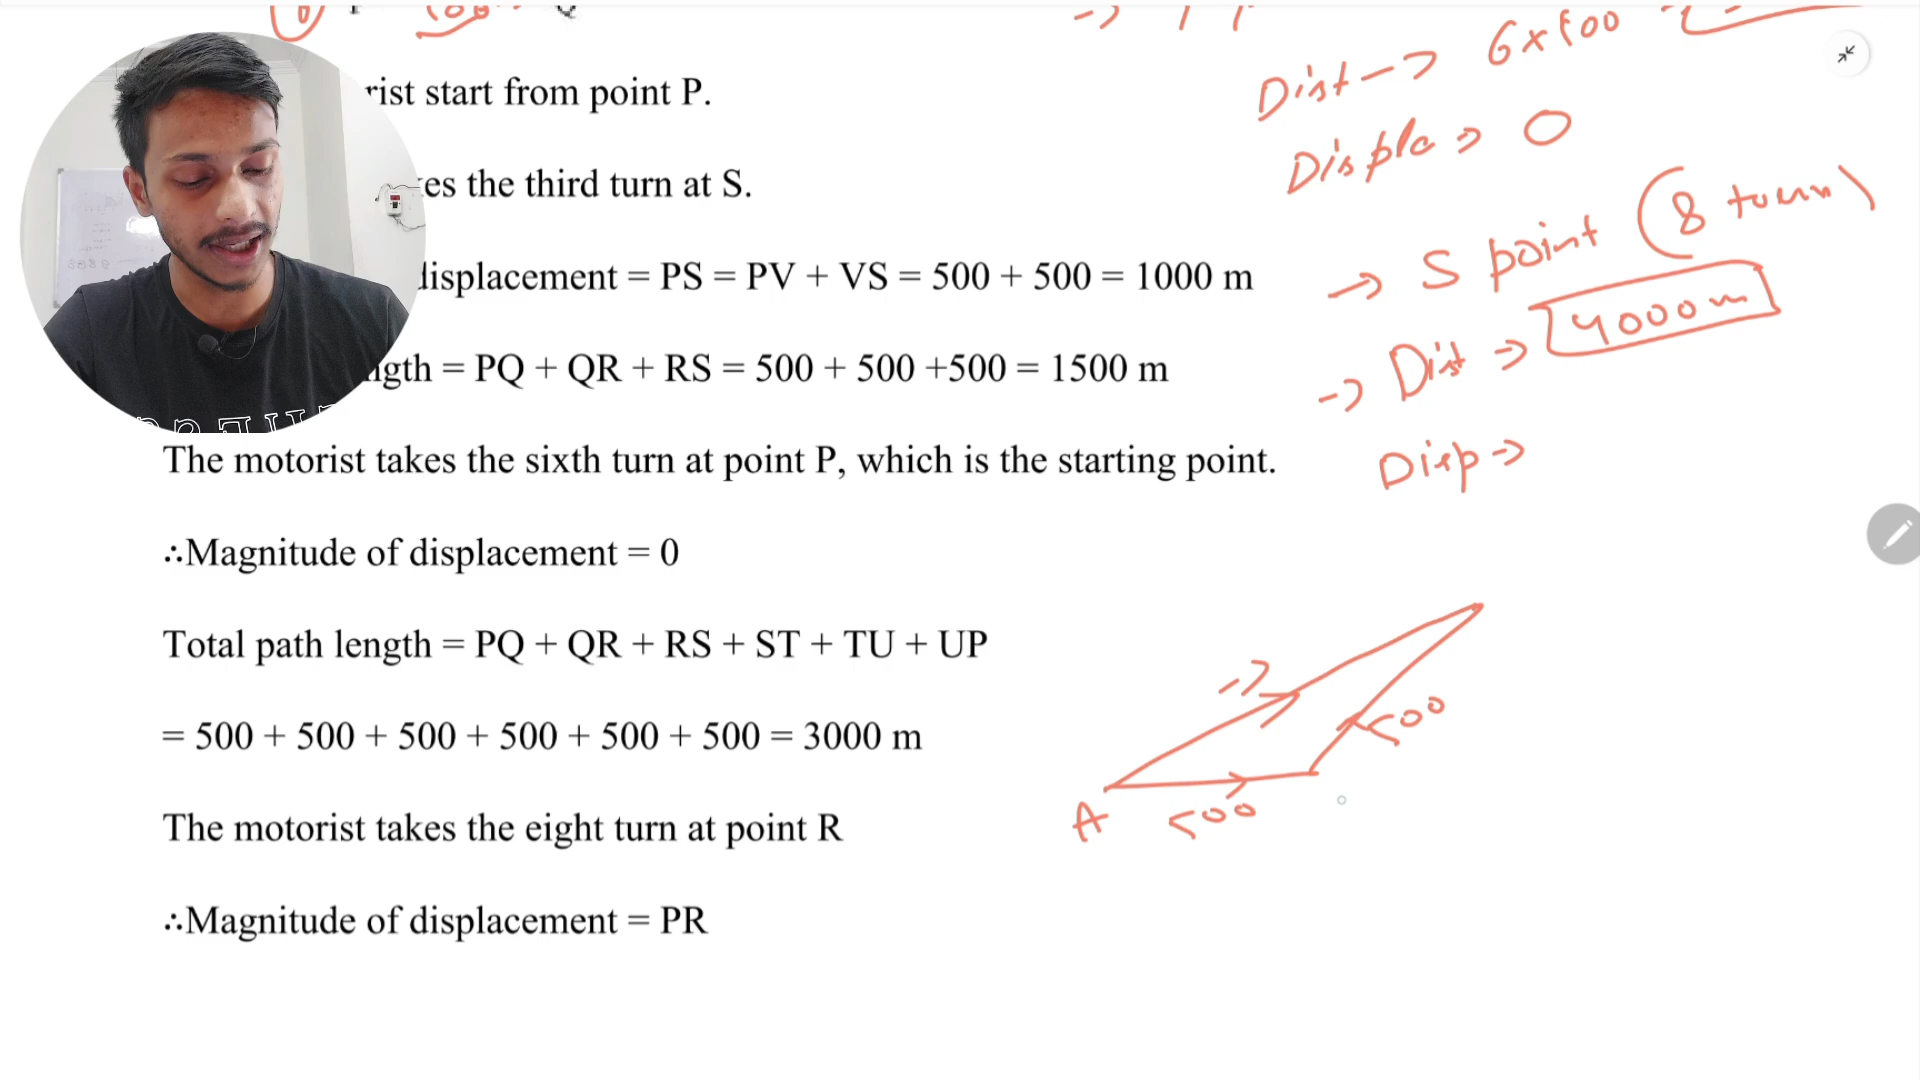 rist start from point P.
es the third turn at S.
displacement = PS = PV + VS = 500 + 500 = 1000 m
ngth = PQ + QR + RS = 500 + 500 +500 = 1500 m
The motorist takes the sixth turn at point P, which is the starting point.
∴Magnitude of displacement = 0
Total path length = PQ + QR + RS + ST + TU + UP
= 500 + 500 + 500 + 500 + 500 + 500 = 3000 m
The motorist takes the eight turn at point R
∴Magnitude of displacement = PR
Dist → 6×500
Displc → 0
→ S point (8 turn)
→ Dist → 4000m
Disp →
500
A 500